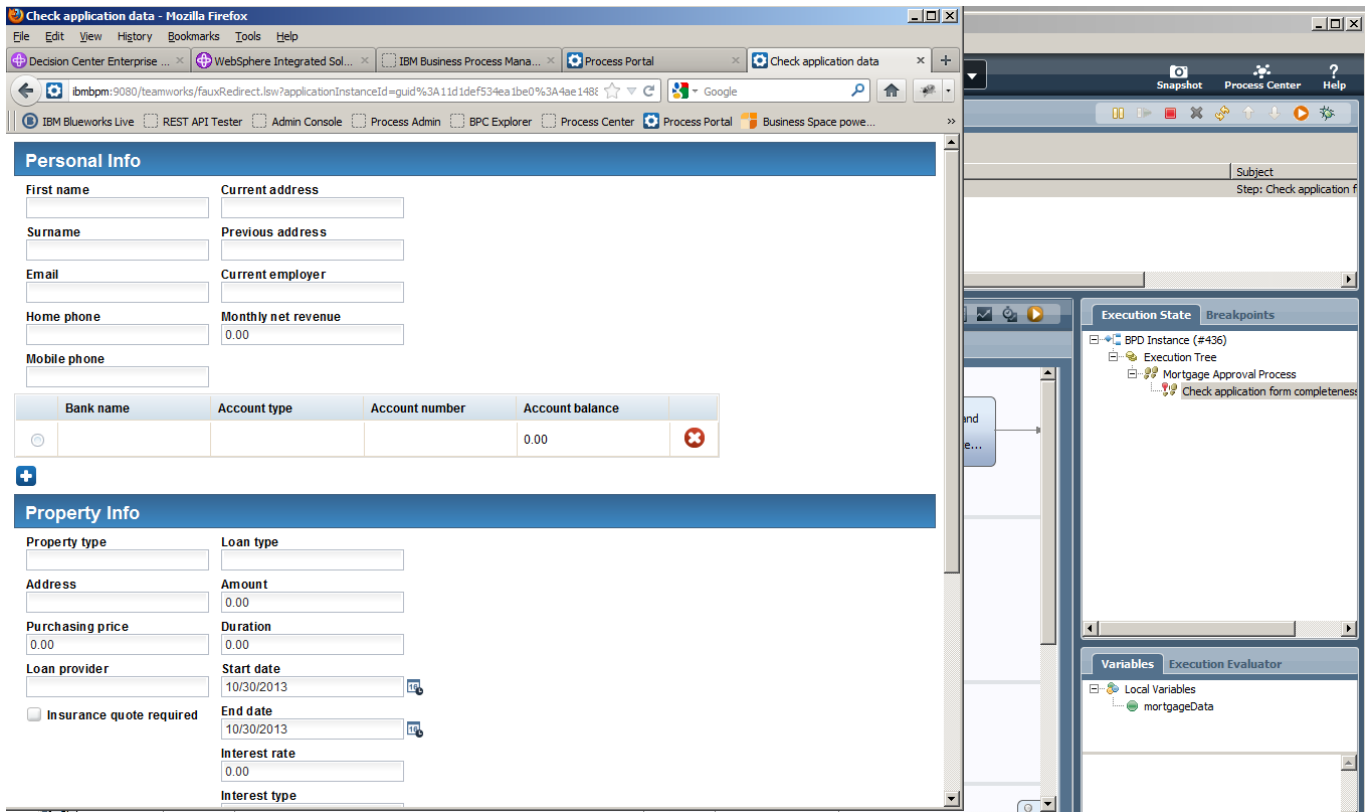 Check application data - Mozilla Firefox
File Edit View History Bookmarks Tools Help
Decision Center Enterprise ... WebSphere Integrated Sol... IBM Business Process Mana... Process Portal Check application data
ibmbpm:9080/teamworks/fauxRedirect.lsw?applicationInstanceId=guid%3A11d1def534ea1be0%3A4ae148 Google
IBM Blueworks Live REST API Tester Admin Console Process Admin BPC Explorer Process Center Process Portal Business Space powe... »
Personal Info
First name Current address
Surname Previous address
Email Current employer
Home phone Monthly net revenue
0.00
Mobile phone
Bank name Account type Account number Account balance
0.00
Property Info
Property type Loan type
Address Amount
0.00
Purchasing price Duration
0.00 0.00
Loan provider Start date
10/30/2013
Insurance quote required End date
10/30/2013
Interest rate
0.00
Interest type
Snapshot Process Center Help
Subject
Step: Check application f
Execution State Breakpoints
BPD Instance (#436)
Execution Tree
Mortgage Approval Process
Check application form completeness
and
e...
Variables Execution Evaluator
Local Variables
mortgageData